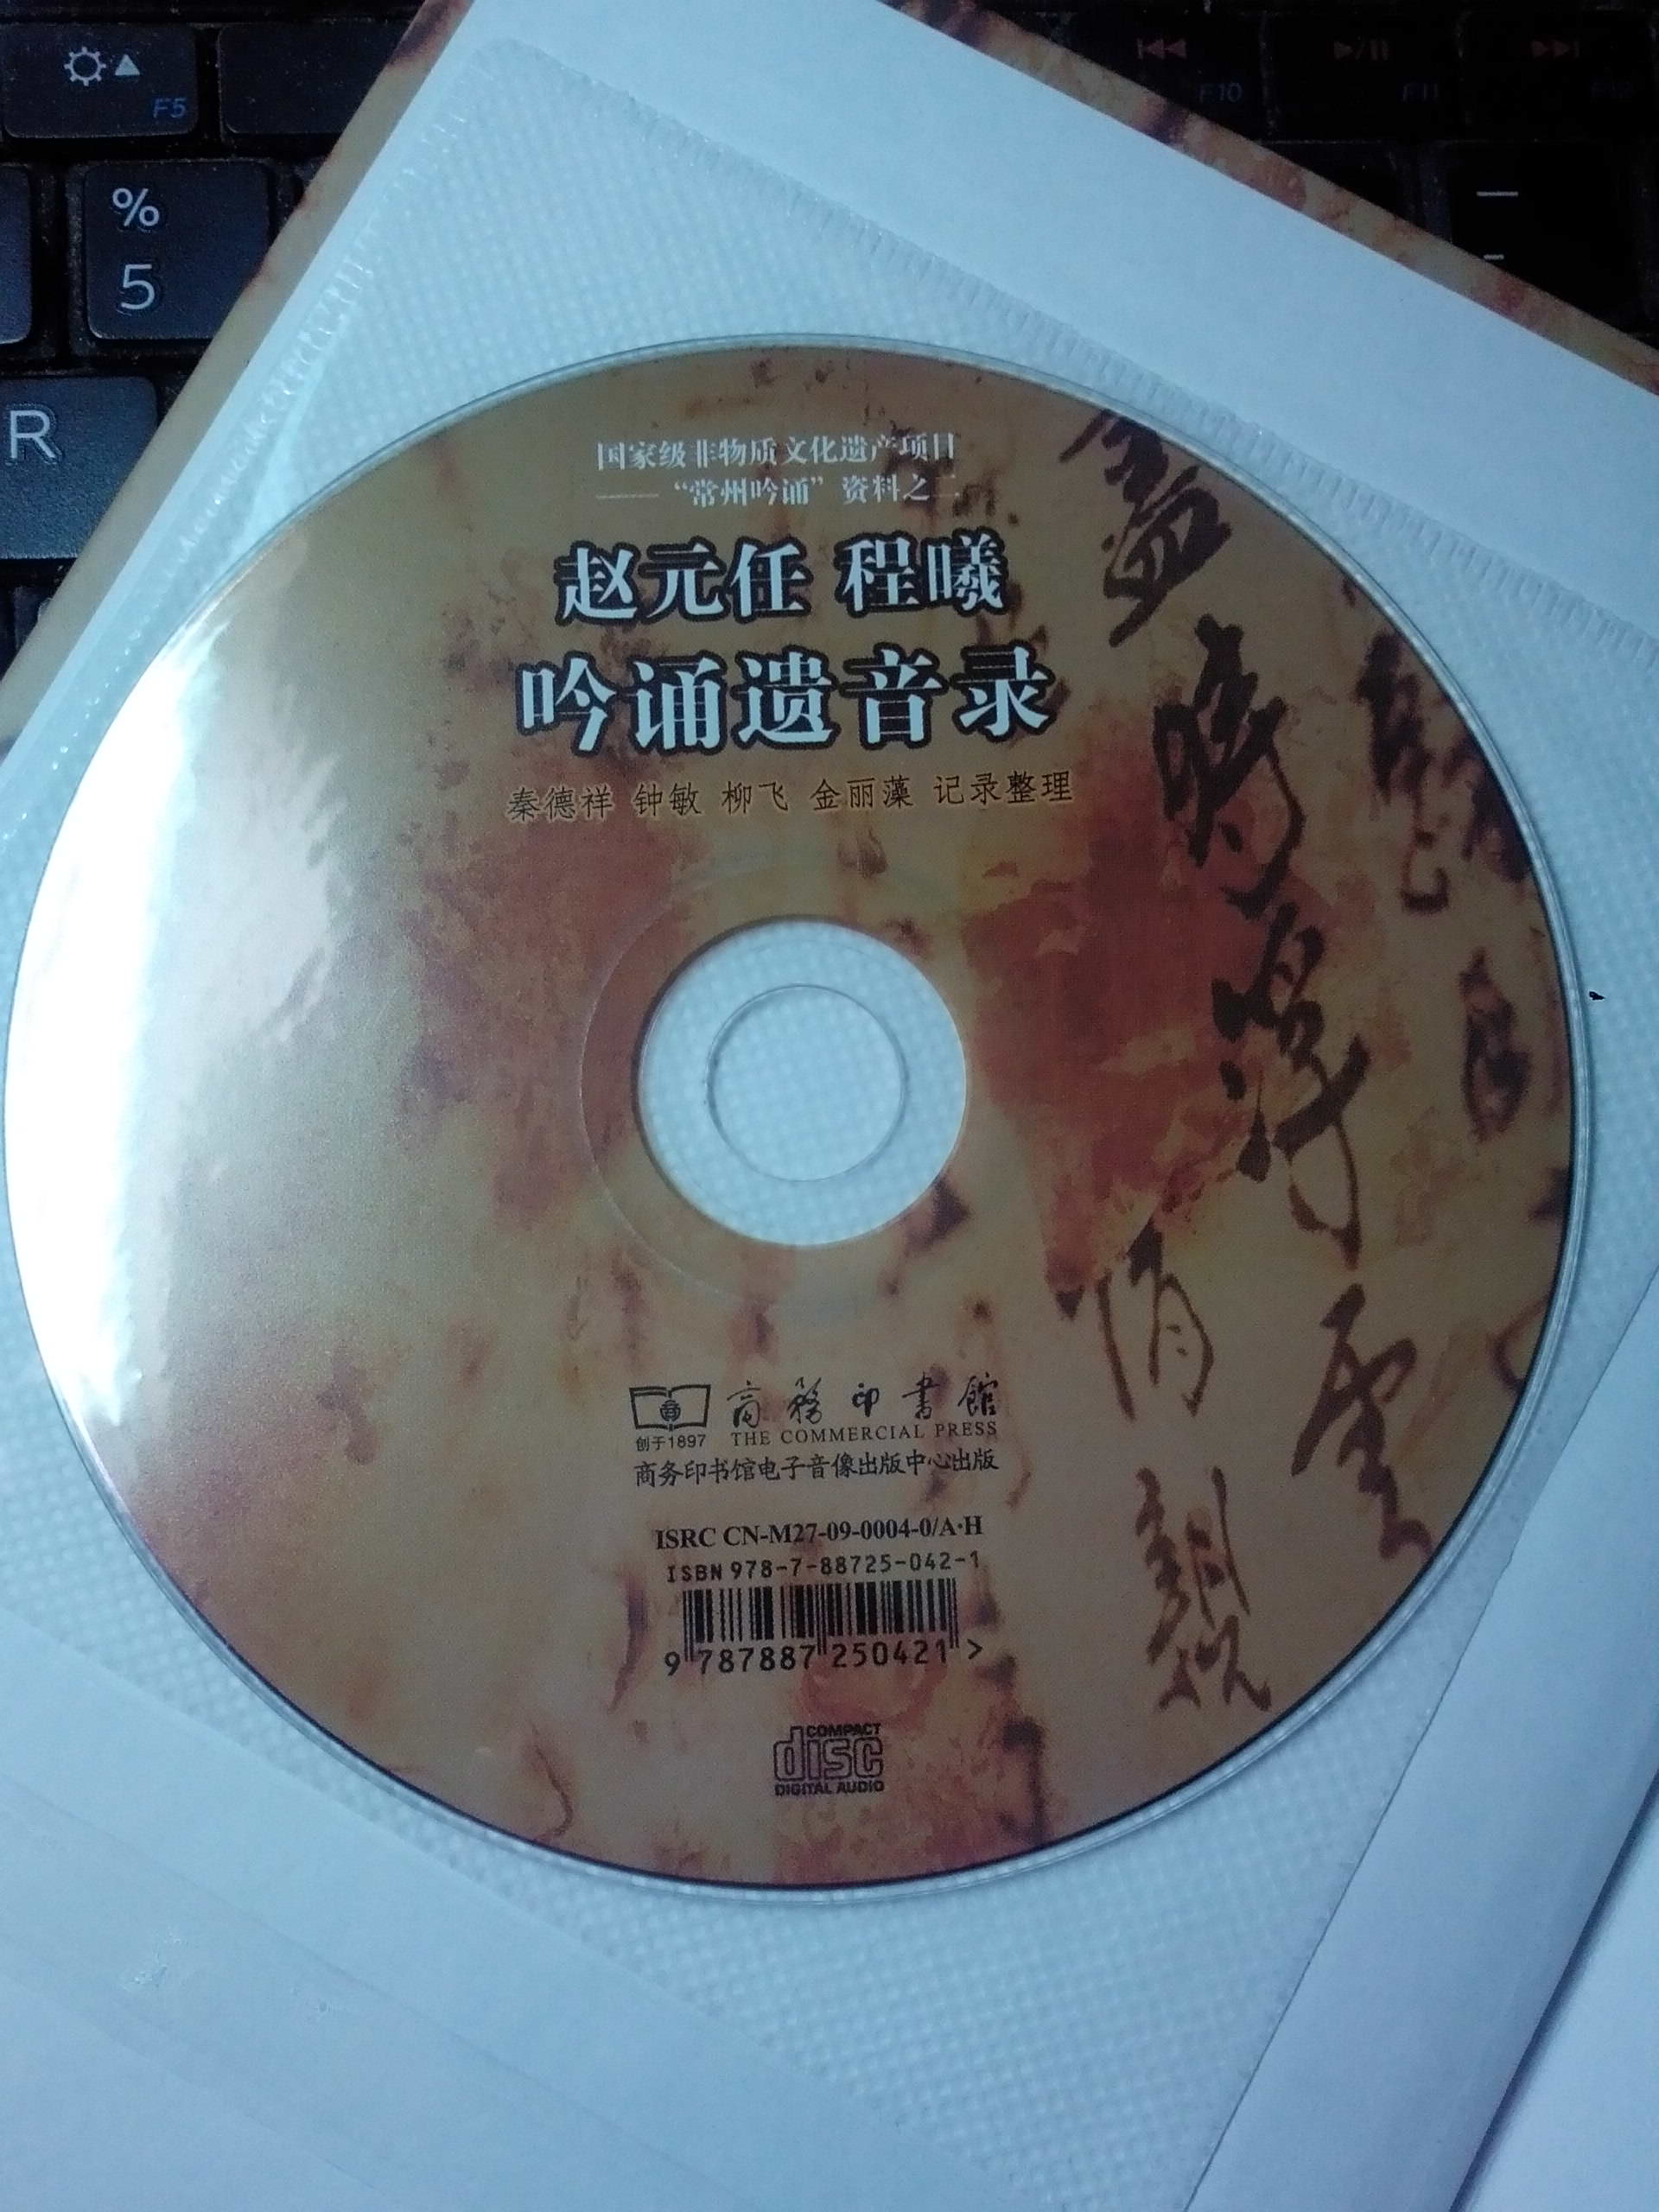 F5
F10
F11
%
5
R
国家级非物质文化遗产项目
——“常州吟诵”资料之二
赵元任 程曦
吟诵遗音录
秦德祥 钟敏 柳飞 金丽藻 记录整理
商務印書館
创于1897 THE COMMERCIAL PRESS
商务印书馆电子音像出版中心出版
ISRC CN-M27-09-0004-0/A·H
ISBN 978-7-88725-042-1
9 787887 250421 >
COMPACT
disc
DIGITAL AUDIO